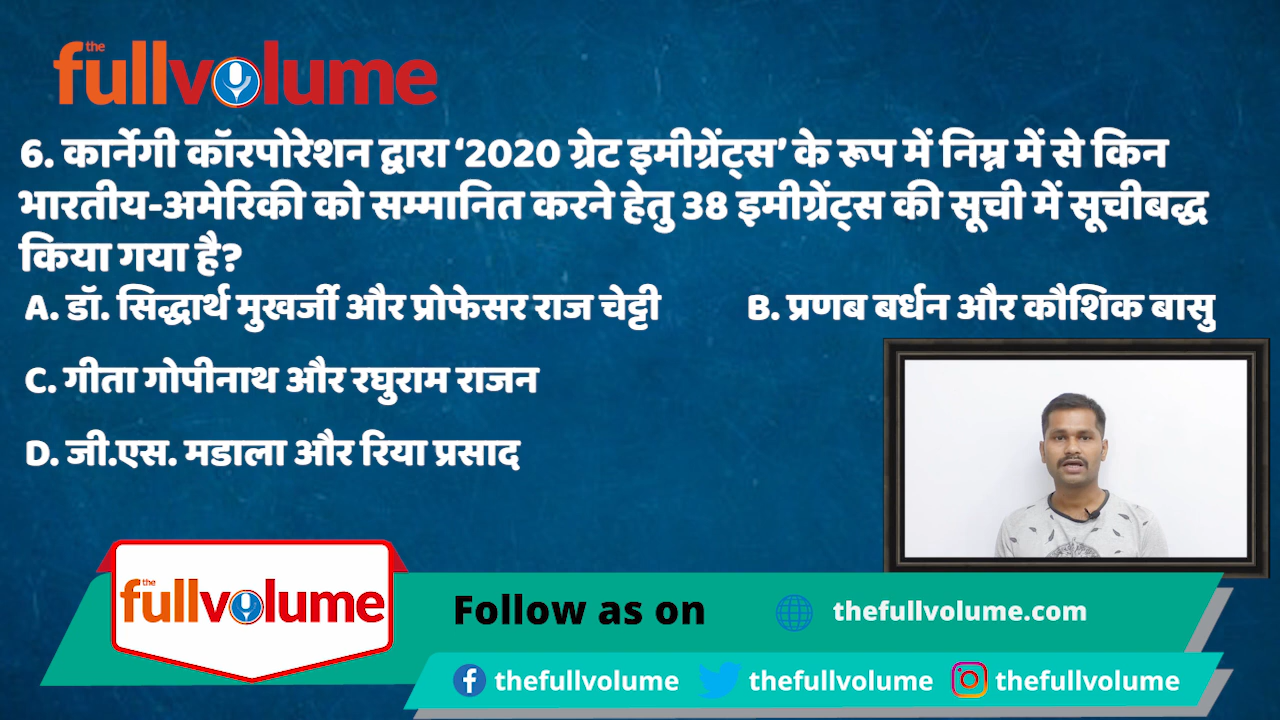 the
fullvolume
6. कार्नेगी कॉरपोरेशन द्वारा ‘2020 ग्रेट इमीग्रेंट्स’ के रूप में निम्न में से किन
भारतीय-अमेरिकी को सम्मानित करने हेतु 38 इमीग्रेंट्स की सूची में सूचीबद्ध
किया गया है?
A. डॉ. सिद्धार्थ मुखर्जी और प्रोफेसर राज चेट्टी B. प्रणब बर्धन और कौशिक बासु
C. गीता गोपीनाथ और रघुराम राजन
D. जी.एस. मडाला और रिया प्रसाद
the
fullvolume
Follow as on thefullvolume.com
thefullvolume thefullvolume thefullvolume